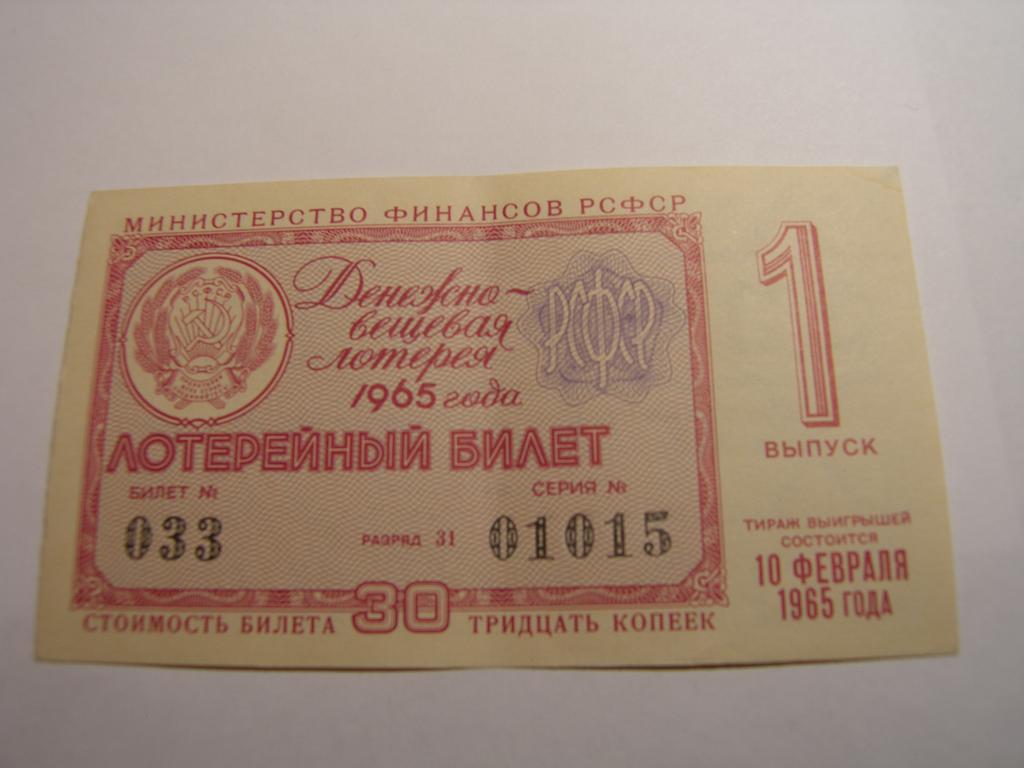 МИНИСТЕРСТВО ФИНАНСОВ РСФСР
Денежно-
вещевая
лотерея
1965 года
РСФСР
ЛОТЕРЕЙНЫЙ БИЛЕТ
БИЛЕТ №
СЕРИЯ №
033
РАЗРЯД 31
01015
СТОИМОСТЬ БИЛЕТА 30 ТРИДЦАТЬ КОПЕЕК
1
ВЫПУСК
ТИРАЖ ВЫИГРЫШЕЙ
СОСТОИТСЯ
10 ФЕВРАЛЯ
1965 ГОДА